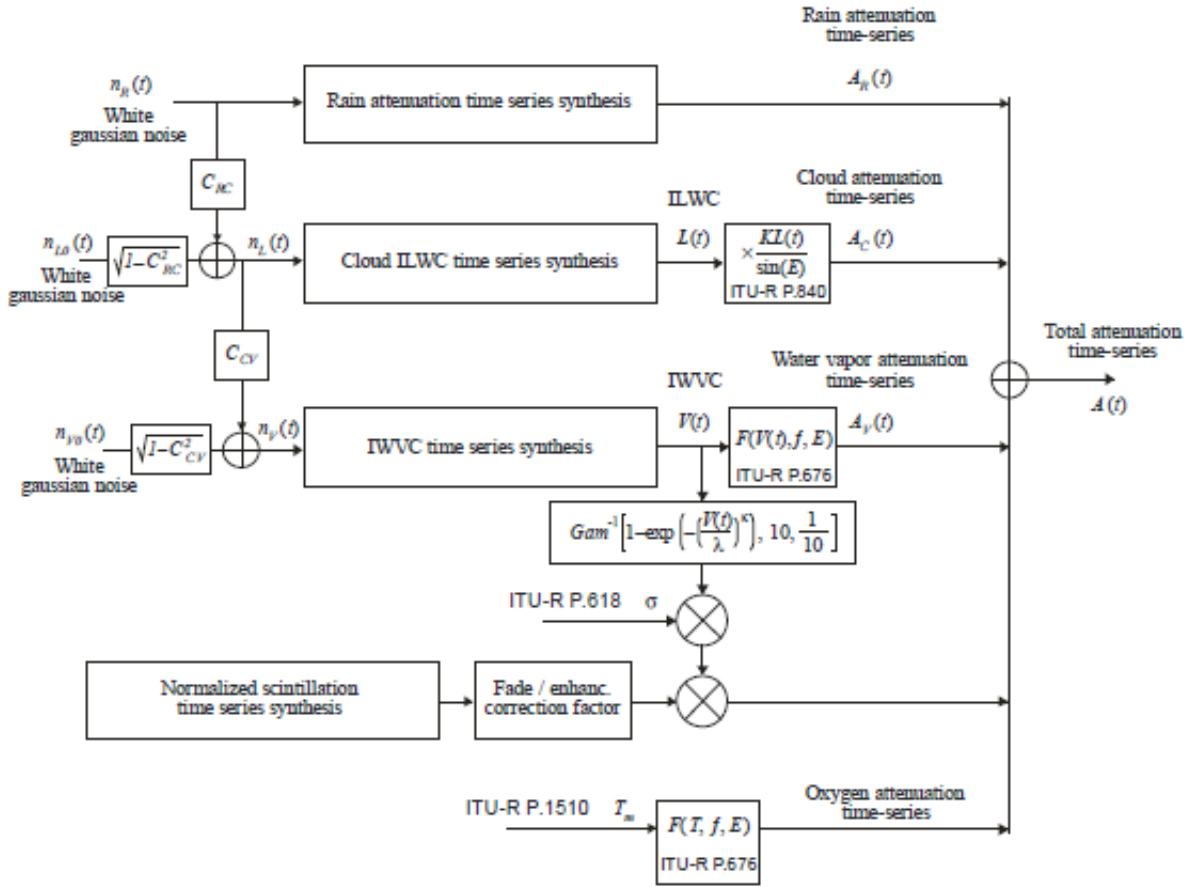 Rain attenuation
time-series
n_R(t)
White
gaussian noise
Rain attenuation time series synthesis
A_R(t)
C_RC
Cloud attenuation
time-series
ILWC
n_L0(t)
White
gaussian noise
√1–C²_RC
n_L(t)
Cloud ILWC time series synthesis
L(t)
×KL(t)/sin(E)
ITU-R P.840
A_C(t)
C_CV
Total attenuation
time-series
A(t)
Water vapor attenuation
time-series
IWVC
n_V0(t)
White
gaussian noise
√1–C²_CV
n_V(t)
IWVC time series synthesis
V(t)
F(V(t), f, E)
ITU-R P.676
A_V(t)
Gam⁻¹[1–exp(–(V(t)/λ)^κ), 10, 1/10]
ITU-R P.618 σ
Normalized scintillation
time series synthesis
Fade / enhanc.
correction factor
ITU-R P.1510 T_m
F(T, f, E)
ITU-R P.676
Oxygen attenuation
time-series